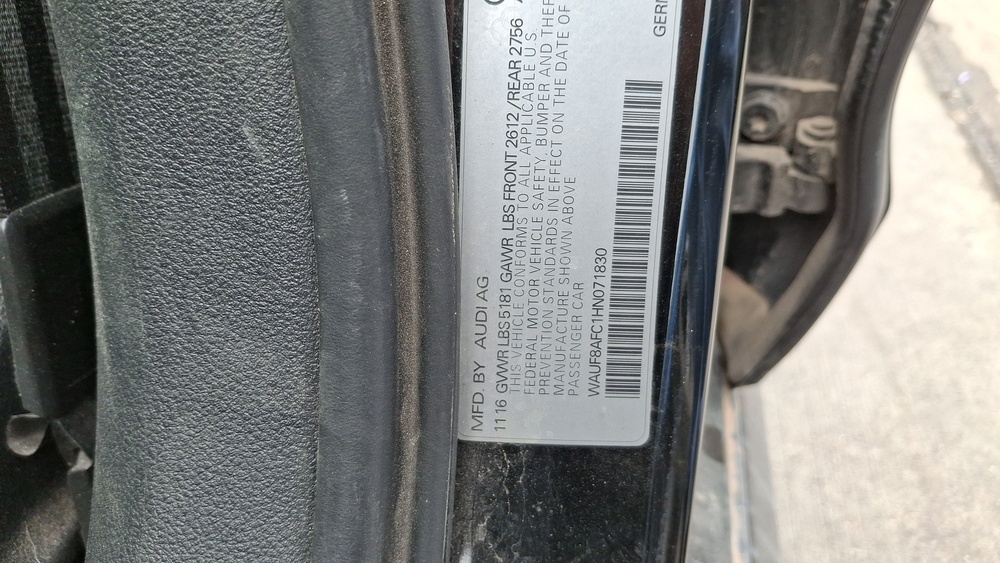 MFD. BY AUDI AG
11 16 GVWR LBS 5181 GAWR LBS FRONT 2612/REAR 2756
THIS VEHICLE CONFORMS TO ALL APPLICABLE U.S.
FEDERAL MOTOR VEHICLE SAFETY, BUMPER AND THEF
PREVENTION STANDARDS IN EFFECT ON THE DATE OF
MANUFACTURE SHOWN ABOVE
PASSENGER CAR
WAUF8AFC1HN071830